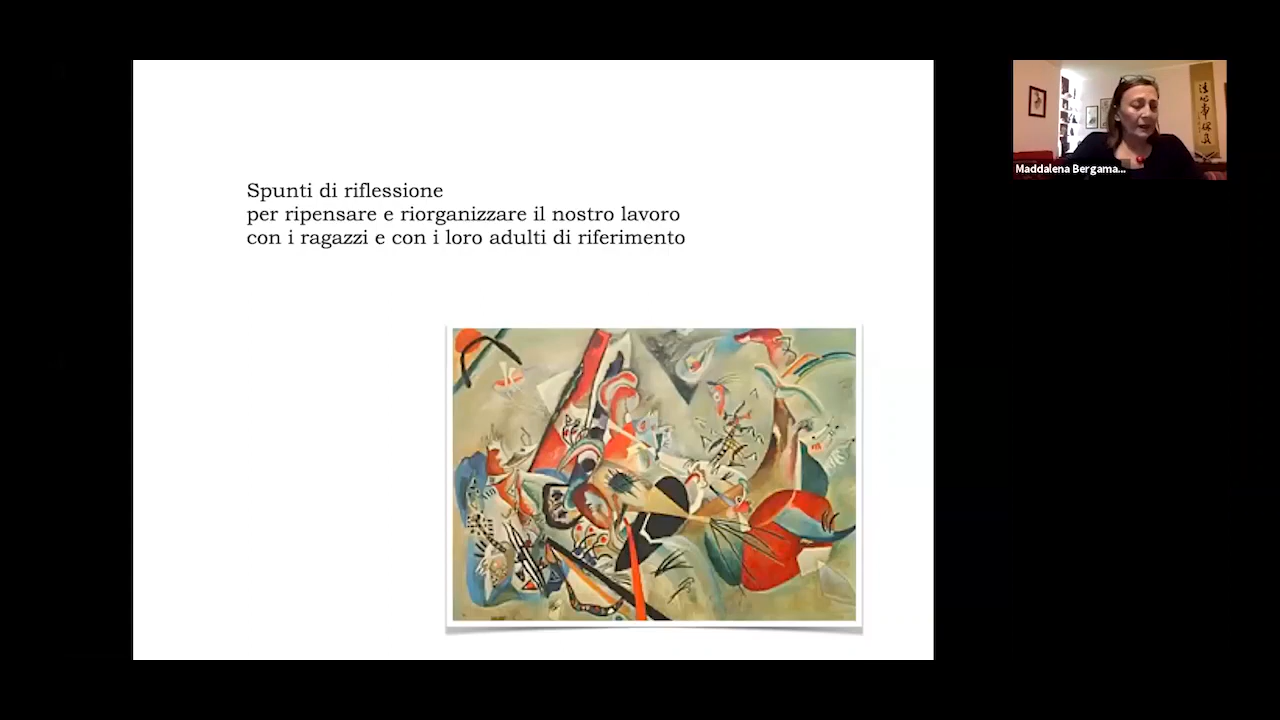 Spunti di riflessione
per ripensare e riorganizzare il nostro lavoro
con i ragazzi e con i loro adulti di riferimento
Maddalena Bergama...